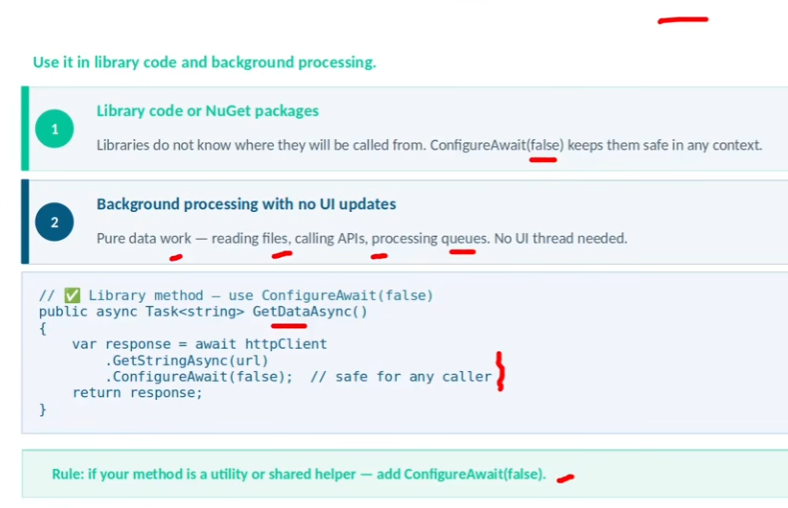 Use it in library code and background processing.
1
Library code or NuGet packages
Libraries do not know where they will be called from. ConfigureAwait(false) keeps them safe in any context.
2
Background processing with no UI updates
Pure data work — reading files, calling APIs, processing queues. No UI thread needed.
// ✅ Library method — use ConfigureAwait(false)
public async Task<string> GetDataAsync()
{
    var response = await httpClient
        .GetStringAsync(url)
        .ConfigureAwait(false);  // safe for any caller
    return response;
}
Rule: if your method is a utility or shared helper — add ConfigureAwait(false).